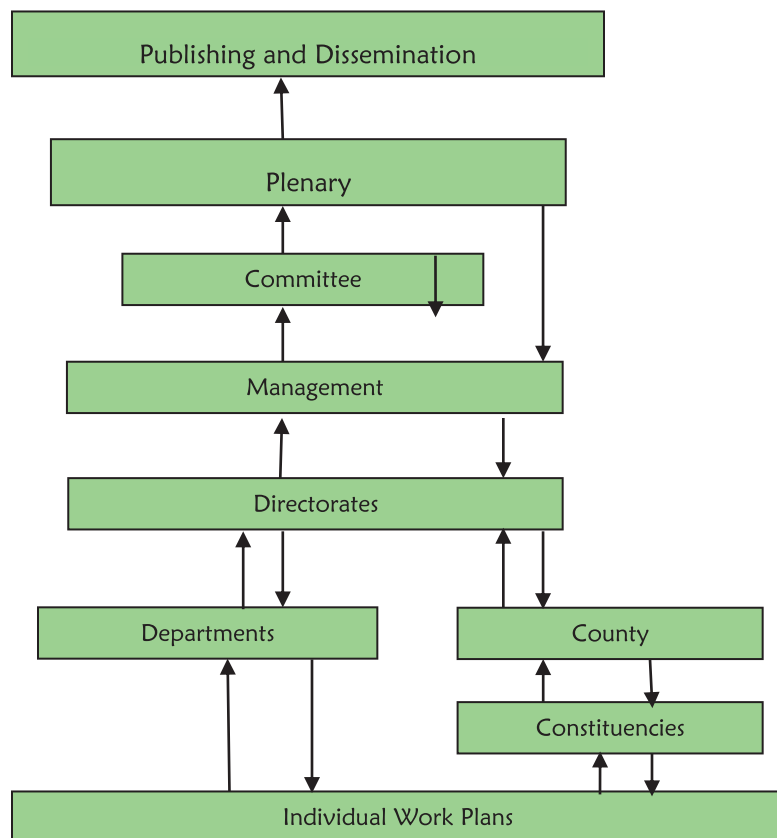 Publishing and Dissemination
Plenary
Committee
Management
Directorates
Departments
County
Constituencies
Individual Work Plans